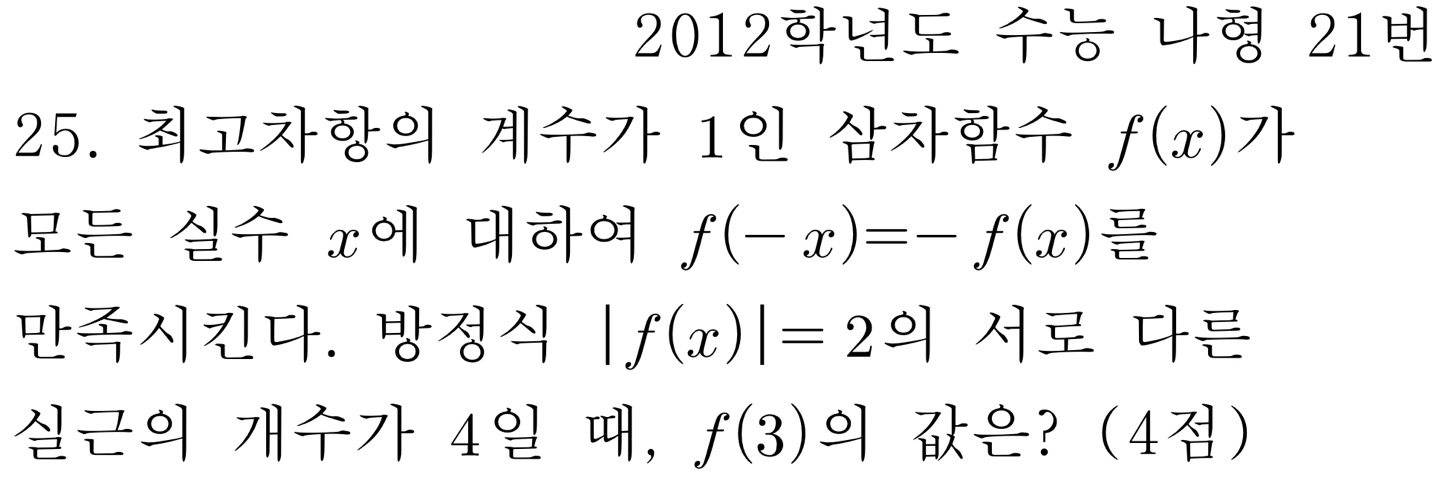 2012학년도 수능 나형 21번
25. 최고차항의 계수가 1인 삼차함수 f(x)가
모든 실수 x에 대하여 f(-x)=-f(x)를
만족시킨다. 방정식 |f(x)|=2의 서로 다른
실근의 개수가 4일 때, f(3)의 값은? (4점)